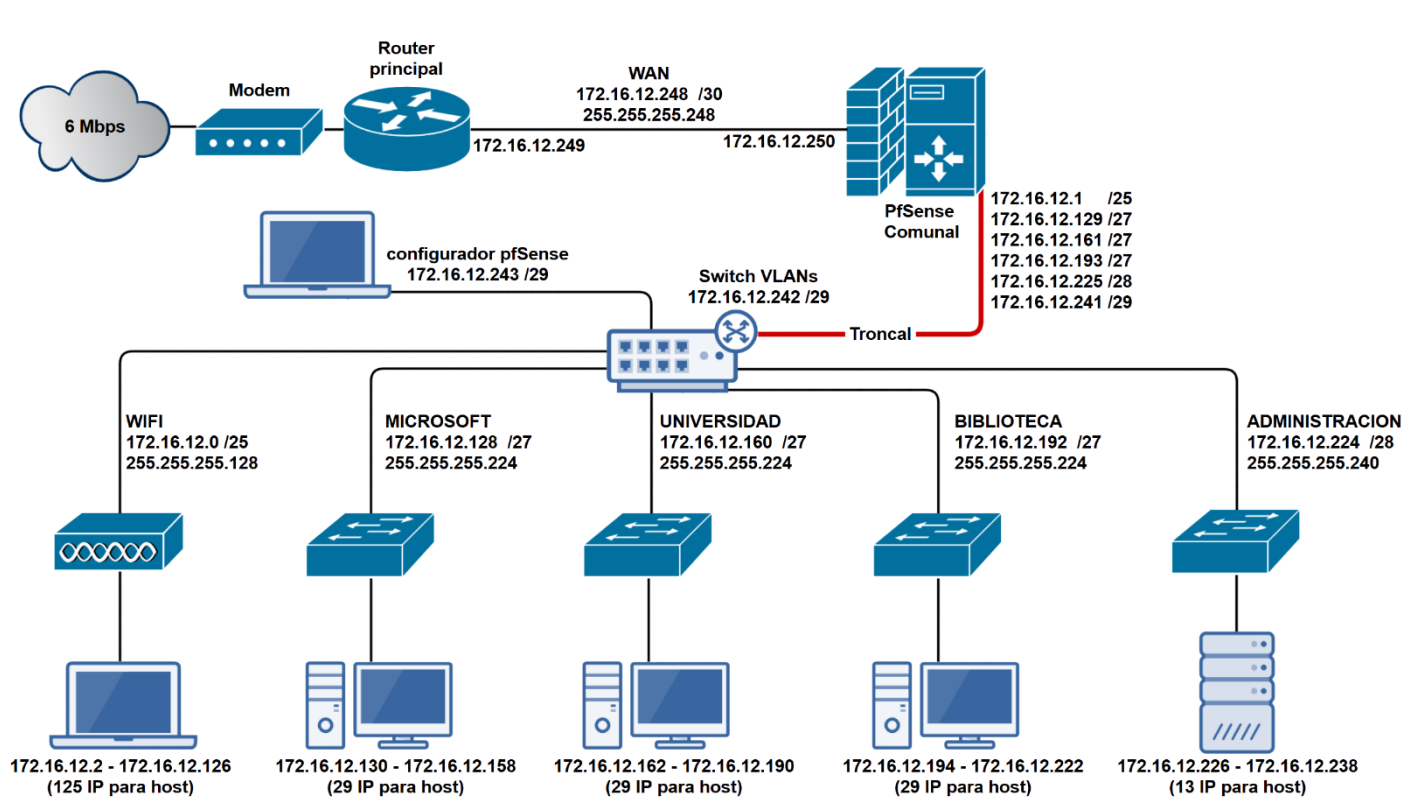 Router
principal
Modem
6 Mbps
WAN
172.16.12.248 /30
255.255.255.248
172.16.12.249
172.16.12.250
PfSense
Comunal
172.16.12.1 /25
172.16.12.129 /27
172.16.12.161 /27
172.16.12.193 /27
172.16.12.225 /28
172.16.12.241 /29
configurador pfSense
172.16.12.243 /29
Switch VLANs
172.16.12.242 /29
Troncal
WIFI
172.16.12.0 /25
255.255.255.128
MICROSOFT
172.16.12.128 /27
255.255.255.224
UNIVERSIDAD
172.16.12.160 /27
255.255.255.224
BIBLIOTECA
172.16.12.192 /27
255.255.255.224
ADMINISTRACION
172.16.12.224 /28
255.255.255.240
172.16.12.2 - 172.16.12.126
(125 IP para host)
172.16.12.130 - 172.16.12.158
(29 IP para host)
172.16.12.162 - 172.16.12.190
(29 IP para host)
172.16.12.194 - 172.16.12.222
(29 IP para host)
172.16.12.226 - 172.16.12.238
(13 IP para host)